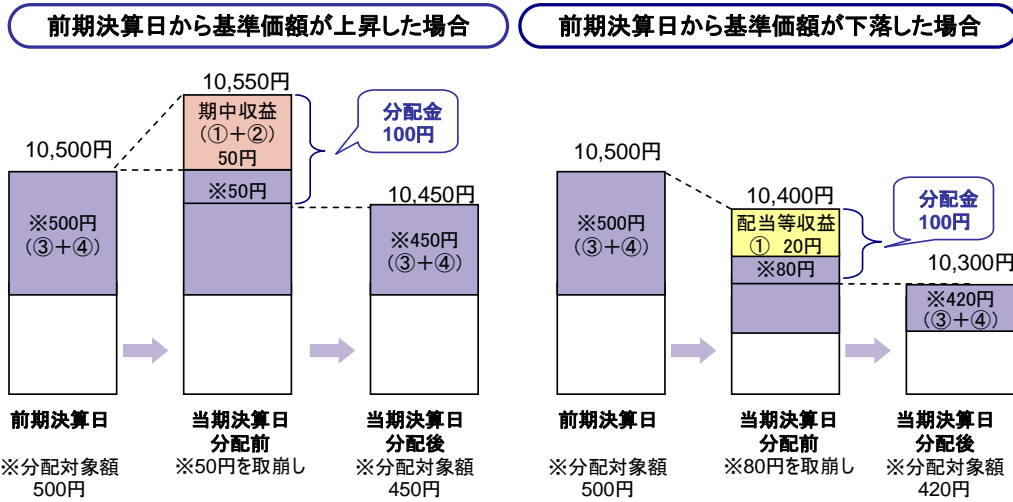 前期決算日から基準価額が上昇した場合
10,550円
期中収益
(①+②)
50円
分配金
100円
10,500円
※50円
10,450円
※500円
(③+④)
※450円
(③+④)
前期決算日
当期決算日
分配前
当期決算日
分配後
※分配対象額
500円
※50円を取崩し
※分配対象額
450円
前期決算日から基準価額が下落した場合
10,500円
10,400円
分配金
100円
※500円
(③+④)
配当等収益
① 20円
※80円
10,300円
※420円
(③+④)
前期決算日
当期決算日
分配前
当期決算日
分配後
※分配対象額
500円
※80円を取崩し
※分配対象額
420円